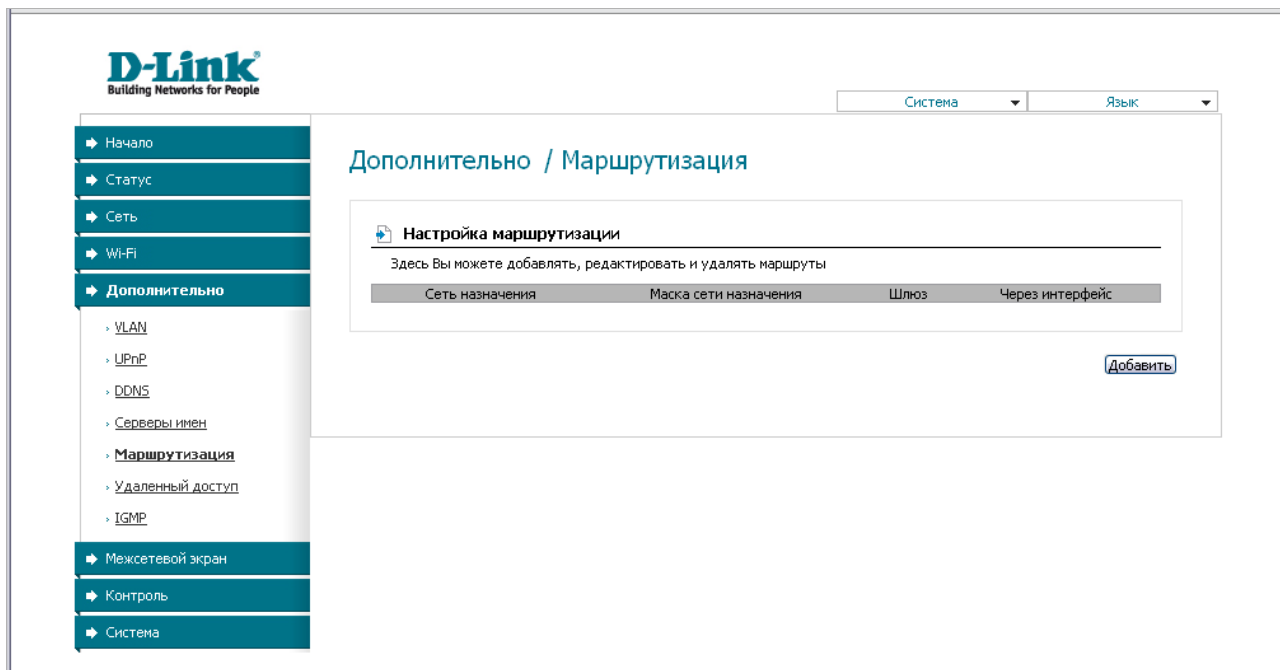 D-Link®
Building Networks for People
Система Язык
Начало
Статус
Сеть
Wi-Fi
Дополнительно
VLAN
UPnP
DDNS
Серверы имен
Маршрутизация
Удаленный доступ
IGMP
Межсетевой экран
Контроль
Система
Дополнительно / Маршрутизация
Настройка маршрутизации
Здесь Вы можете добавлять, редактировать и удалять маршруты
Сеть назначения Маска сети назначения Шлюз Через интерфейс
Добавить